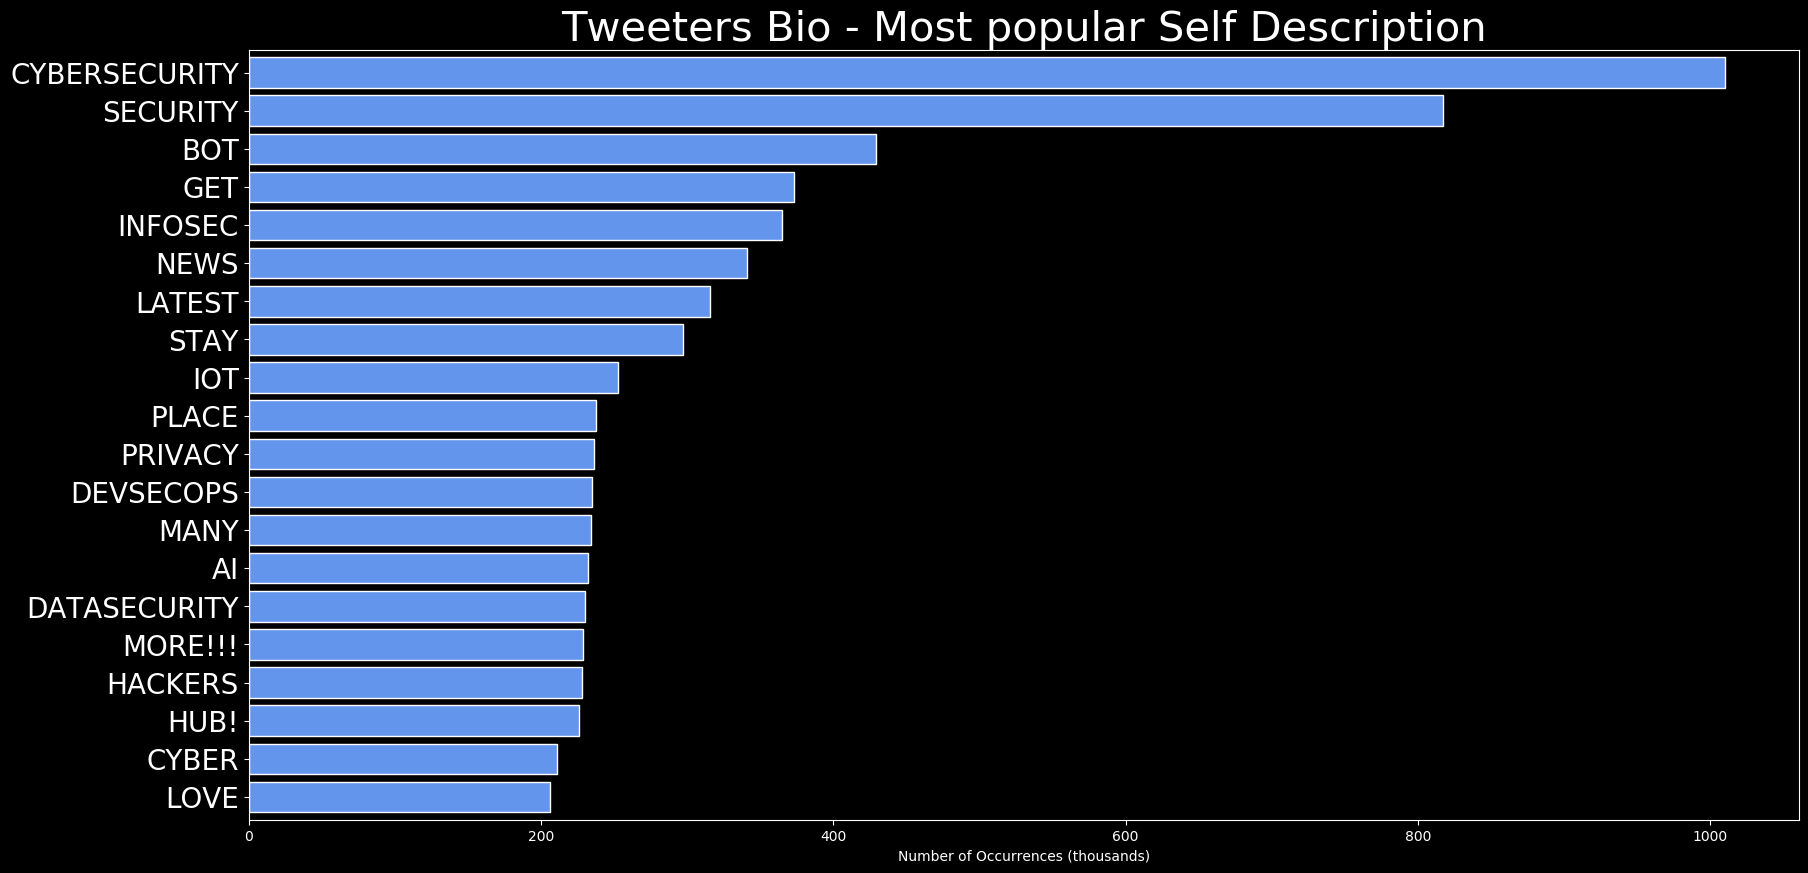 Tweeters Bio - Most popular Self Description
CYBERSECURITY
SECURITY
BOT
GET
INFOSEC
NEWS
LATEST
STAY
IOT
PLACE
PRIVACY
DEVSECOPS
MANY
AI
DATASECURITY
MORE!!!
HACKERS
HUB!
CYBER
LOVE
0 200 400 600 800 1000
Number of Occurrences (thousands)